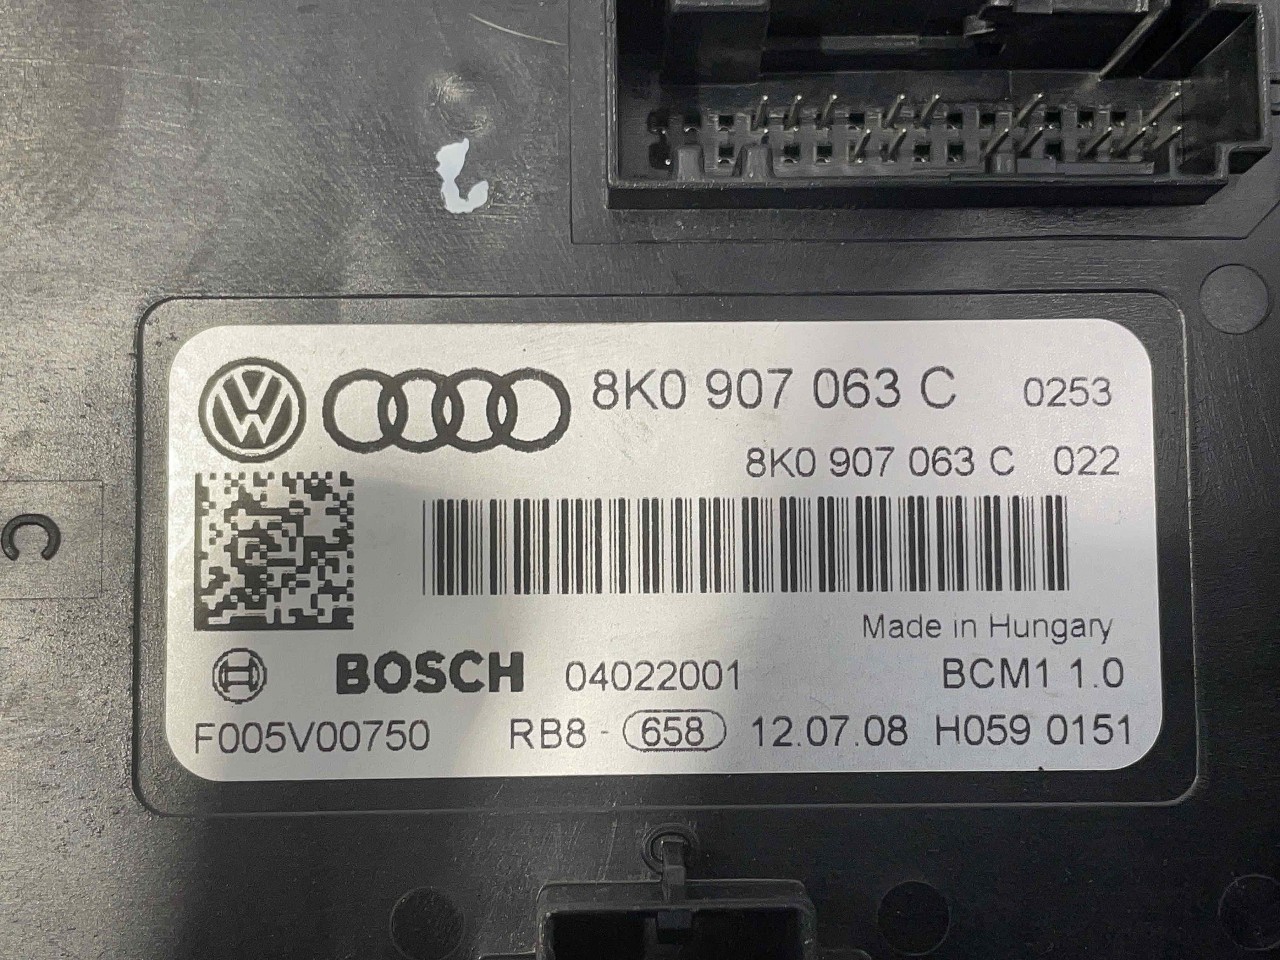 8K0 907 063 C 0253
8K0 907 063 C 022
C
Made in Hungary
BOSCH 04022001 BCM1 1.0
F005V00750 RB8 - 658 12.07.08 H059 0151